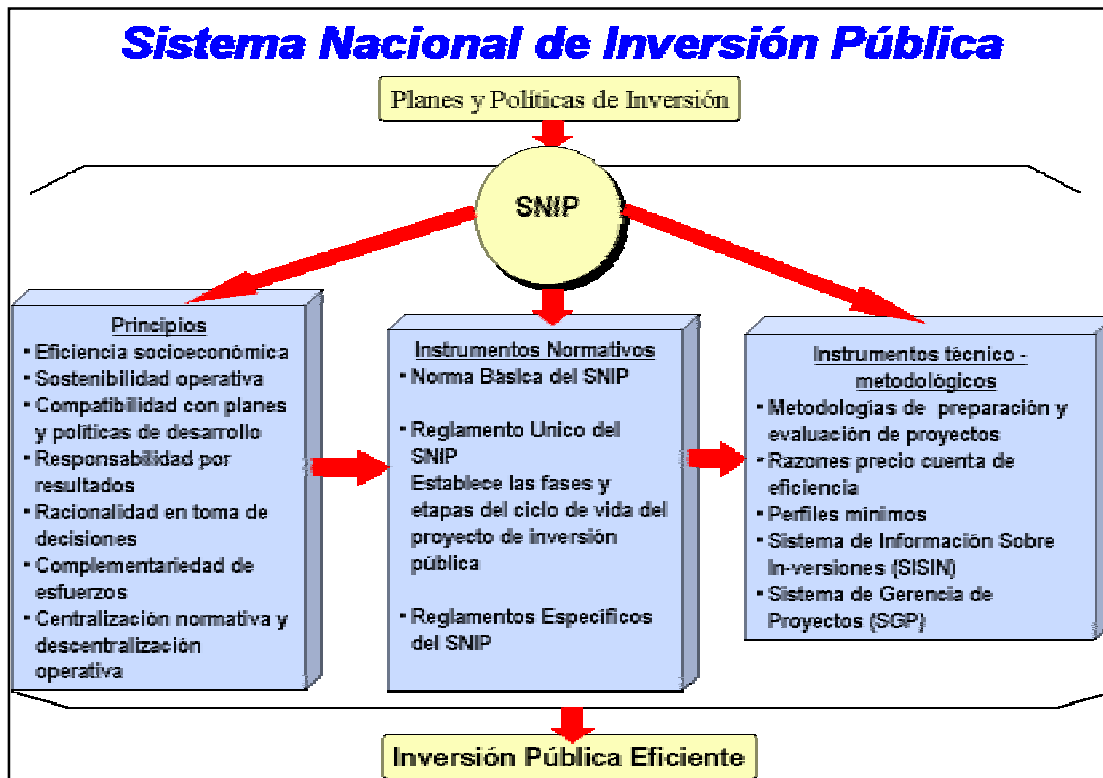 Sistema Nacional de Inversión Pública
Planes y Políticas de Inversión
SNIP
Principios
▪ Eficiencia socioeconómica
▪ Sostenibilidad operativa
▪ Compatibilidad con planes
y políticas de desarrollo
▪ Responsabilidad por
resultados
▪ Racionalidad en toma de
decisiones
▪ Complementariedad de
esfuerzos
▪ Centralización normativa y
descentralización
operativa
Instrumentos Normativos
▪ Norma Básica del SNIP
▪ Reglamento Unico del
SNIP
Establece las fases y
etapas del ciclo de vida del
proyecto de inversión
pública
▪ Reglamentos Específicos
del SNIP
Instrumentos técnico -
metodológicos
▪ Metodologías de preparación y
evaluación de proyectos
▪ Razones precio cuenta de
eficiencia
▪ Perfiles mínimos
▪ Sistema de Información Sobre
In-versiones (SISIN)
▪ Sistema de Gerencia de
Proyectos (SGP)
Inversión Pública Eficiente